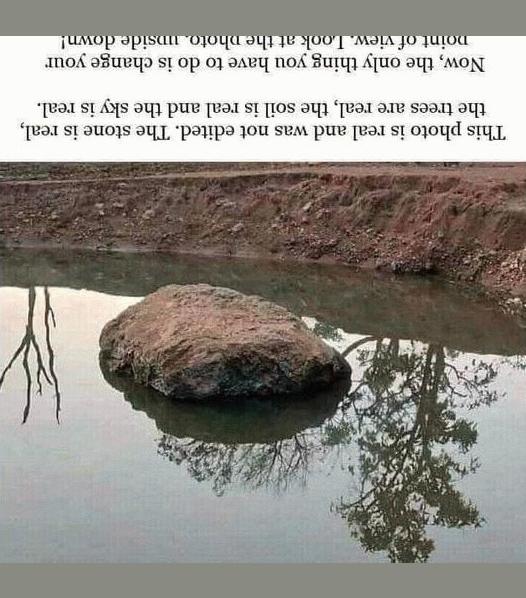 This photo is real and was not edited. The stone is real,
the trees are real, the soil is real and the sky is real.
Now, the only thing you have to do is change your
point of view. Look at the photo, upside down!